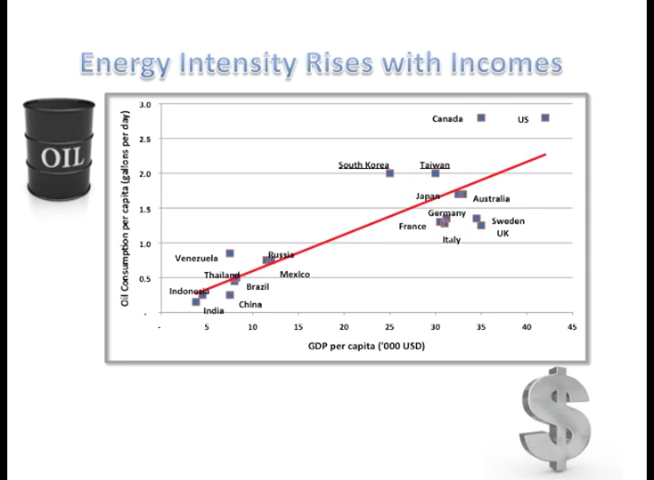 Energy Intensity Rises with Incomes
OIL
Oil Consumption per capita (gallons per day)
3.0
2.5
2.0
1.5
1.0
0.5
-
Canada
US
South Korea
Taiwan
Japan
Australia
Germany
France
Sweden
UK
Italy
Venezuela
Russia
Mexico
Thailand
Brazil
Indonesia
China
India
- 5 10 15 20 25 30 35 40 45
GDP per capita ('000 USD)
$